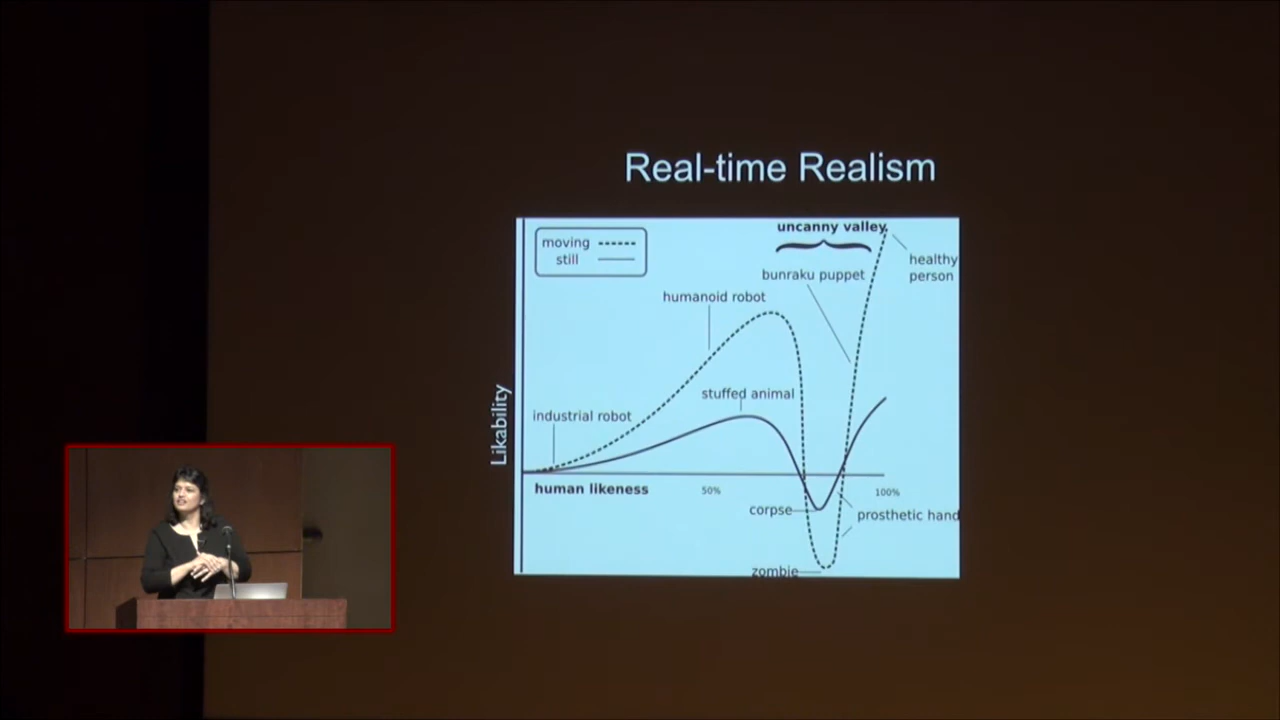 Real-time Realism
uncanny valley
moving
still
healthy
person
bunraku puppet
humanoid robot
stuffed animal
industrial robot
Likability
human likeness
50%
100%
corpse
prosthetic hand
zombie